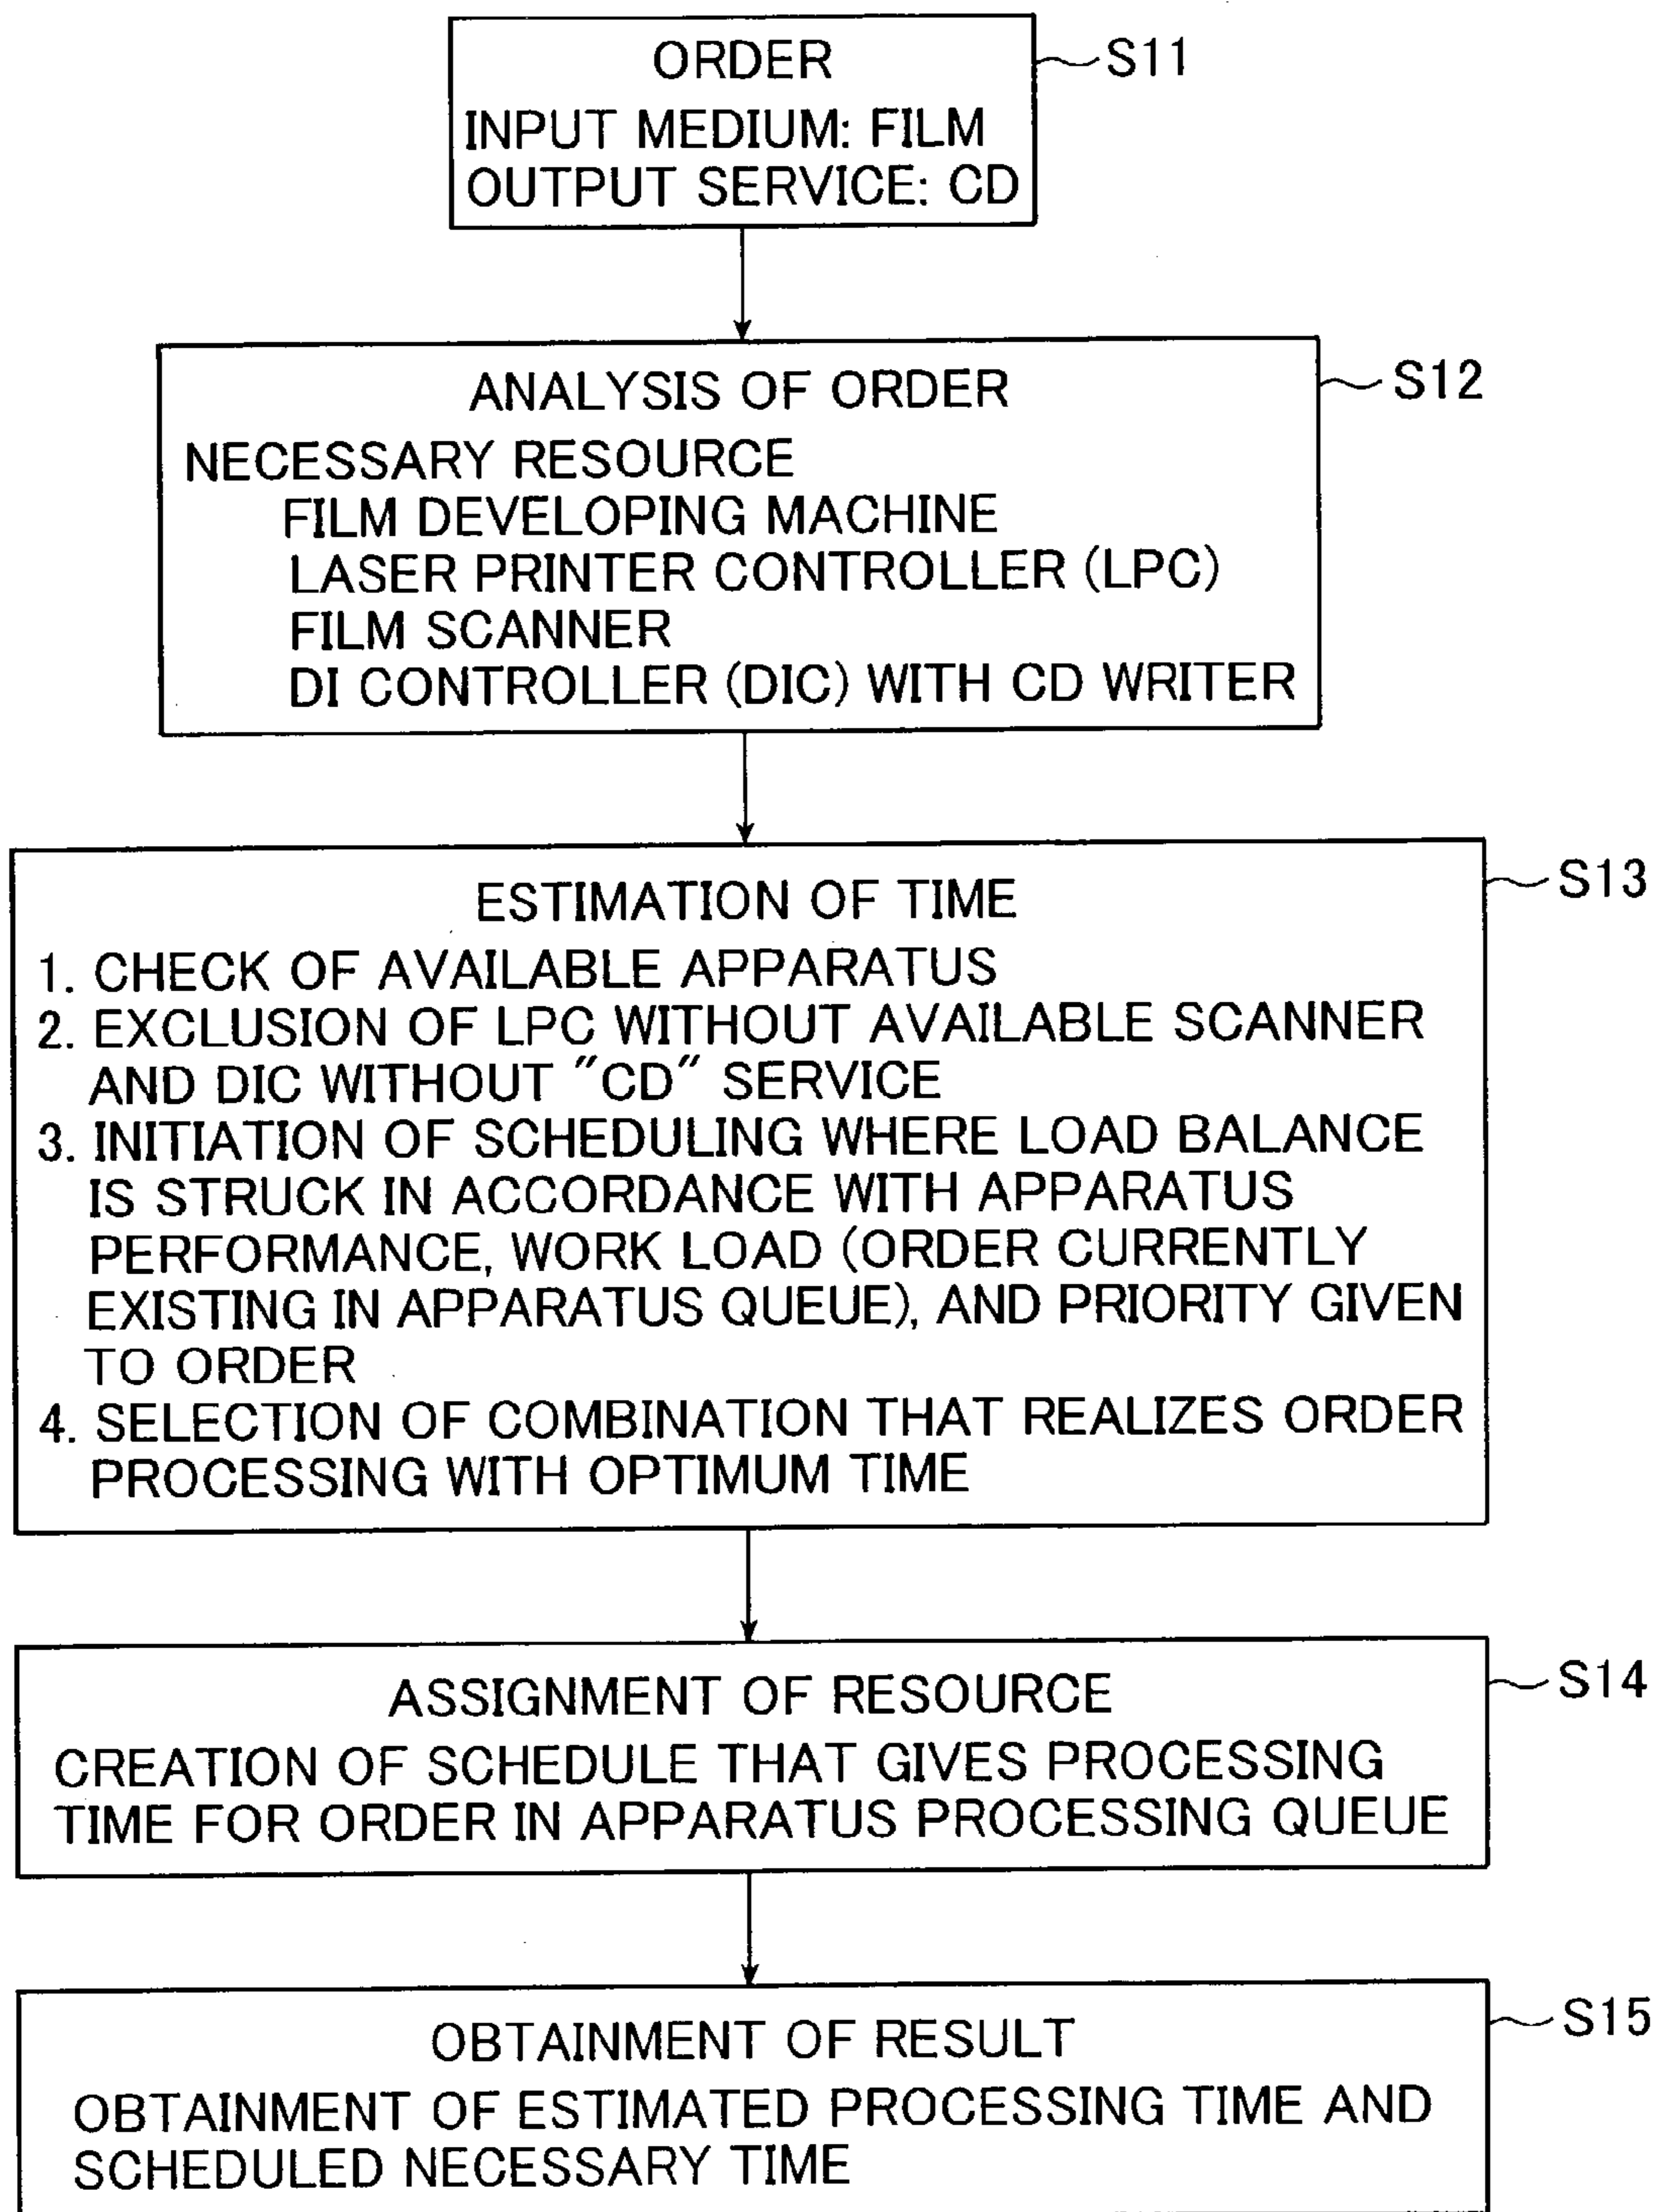 ORDER
S11
INPUT MEDIUM: FILM
OUTPUT SERVICE: CD
ANALYSIS OF ORDER
S12
NECESSARY RESOURCE
FILM DEVELOPING MACHINE
LASER PRINTER CONTROLLER (LPC)
FILM SCANNER
DI CONTROLLER (DIC) WITH CD WRITER
ESTIMATION OF TIME
S13
1. CHECK OF AVAILABLE APPARATUS
2. EXCLUSION OF LPC WITHOUT AVAILABLE SCANNER
AND DIC WITHOUT "CD" SERVICE
3. INITIATION OF SCHEDULING WHERE LOAD BALANCE
IS STRUCK IN ACCORDANCE WITH APPARATUS
PERFORMANCE, WORK LOAD (ORDER CURRENTLY
EXISTING IN APPARATUS QUEUE), AND PRIORITY GIVEN
TO ORDER
4. SELECTION OF COMBINATION THAT REALIZES ORDER
PROCESSING WITH OPTIMUM TIME
ASSIGNMENT OF RESOURCE
S14
CREATION OF SCHEDULE THAT GIVES PROCESSING
TIME FOR ORDER IN APPARATUS PROCESSING QUEUE
OBTAINMENT OF RESULT
S15
OBTAINMENT OF ESTIMATED PROCESSING TIME AND
SCHEDULED NECESSARY TIME